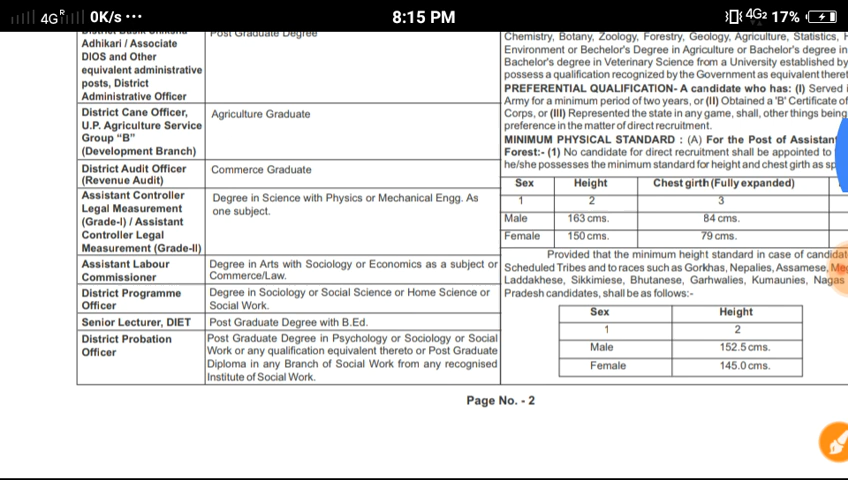 4G R 0K/s ... 8:15 PM 4G2 17%
Post Graduate Degree
Adhikari / Associate
DIOS and Other
equivalent administrative
posts, District
Administrative Officer
District Cane Officer,
U.P. Agriculture Service
Group "B"
(Development Branch)
Agriculture Graduate
District Audit Officer
(Revenue Audit)
Commerce Graduate
Assistant Controller
Legal Measurement
(Grade-I) / Assistant
Controller Legal
Measurement (Grade-II)
Degree in Science with Physics or Mechanical Engg. As
one subject.
Assistant Labour
Commissioner
Degree in Arts with Sociology or Economics as a subject or
Commerce/Law.
District Programme
Officer
Degree in Sociology or Social Science or Home Science or
Social Work.
Senior Lecturer, DIET
Post Graduate Degree with B.Ed.
District Probation
Officer
Post Graduate Degree in Psychology or Sociology or Social
Work or any qualification equivalent thereto or Post Graduate
Diploma in any Branch of Social Work from any recognised
Institute of Social Work.
Chemistry, Botany, Zoology, Forestry, Geology, Agriculture, Statistics,
Environment or Bechelor's Degree in Agriculture or Bachelor's degree in
Bachelor's degree in Veterinary Science from a University established by
possess a qualification recognized by the Government as equivalent theret
PREFERENTIAL QUALIFICATION- A candidate who has: (I) Served
Army for a minimum period of two years, or (II) Obtained a 'B' Certificate of
Corps, or (III) Represented the state in any game, shall, other things being
preference in the matter of direct recruitment.
MINIMUM PHYSICAL STANDARD : (A) For the Post of Assistan
Forest:- (1) No candidate for direct recruitment shall be appointed to
he/she possesses the minimum standard for height and chest girth as sp
Sex Height Chest girth (Fully expanded)
1 2 3
Male 163 cms. 84 cms.
Female 150 cms. 79 cms.
Provided that the minimum height standard in case of candidat
Scheduled Tribes and to races such as Gorkhas, Nepalies, Assamese, Me
Laddakhese, Sikkimiese, Bhutanese, Garhwalies, Kumaunies, Nagas
Pradesh candidates, shall be as follows:-
Sex Height
1 2
Male 152.5 cms.
Female 145.0 cms.
Page No. - 2